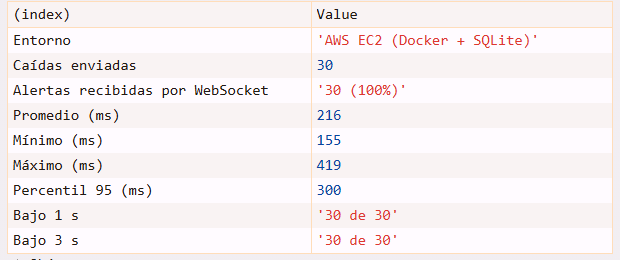 (index) Value
Entorno 'AWS EC2 (Docker + SQLite)'
Caídas enviadas 30
Alertas recibidas por WebSocket '30 (100%)'
Promedio (ms) 216
Mínimo (ms) 155
Máximo (ms) 419
Percentil 95 (ms) 300
Bajo 1 s '30 de 30'
Bajo 3 s '30 de 30'